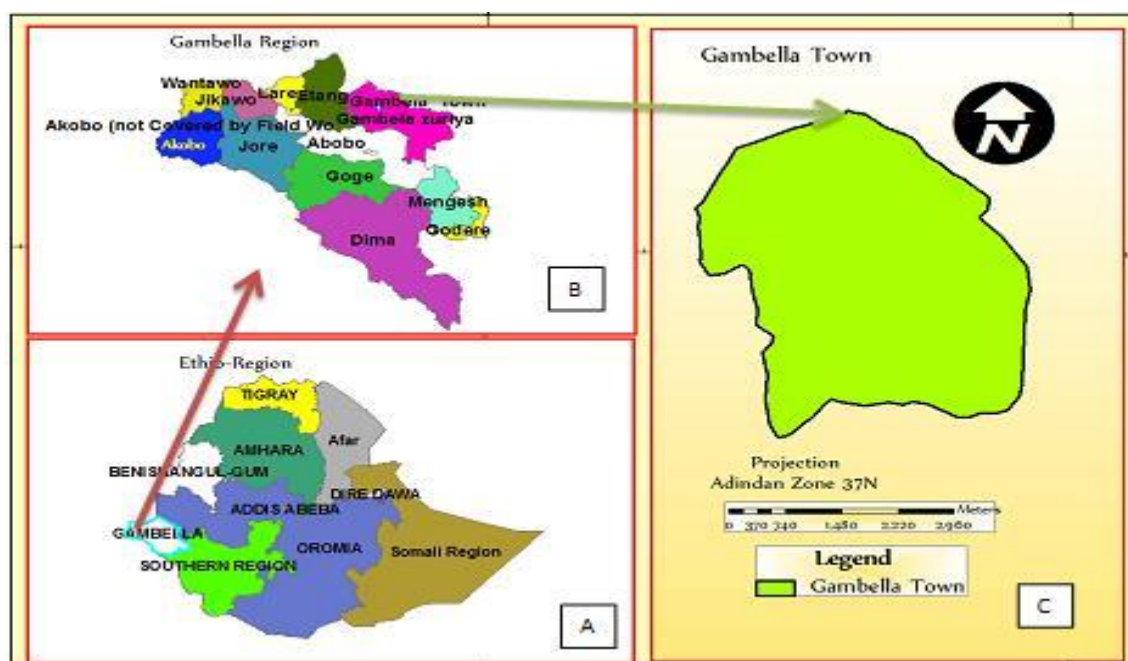 Gambella Region
Wantawo
Jikawo
Lare
Etang
Gambela Town
Gambela zuriya
Akobo (not Covered by Field Wo
Abobo
Akobo
Jore
Goge
Mengesh
Godere
Dima
B
Ethio-Region
TIGRAY
Afar
AMHARA
BENISHANGUL-GUM
DIRE DAWA
ADDIS ABEBA
GAMBELLA
OROMIA
Somali Region
SOUTHERN REGION
A
Gambella Town
N
Projection
Adindan Zone 37N
Meters
0 370 740 1,480 2,220 2,960
Legend
Gambella Town
C